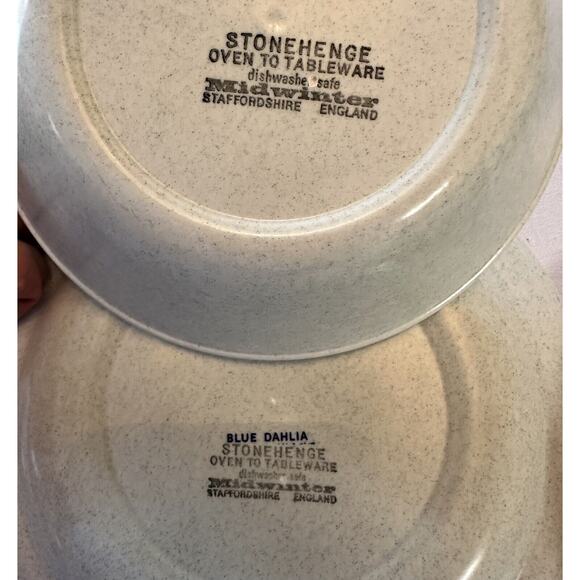 STONEHENGE
OVEN TO TABLEWARE
dishwasher safe
Midwinter
STAFFORDSHIRE ENGLAND
BLUE DAHLIA
STONEHENGE
OVEN TO TABLEWARE
dishwasher safe
Midwinter
STAFFORDSHIRE ENGLAND